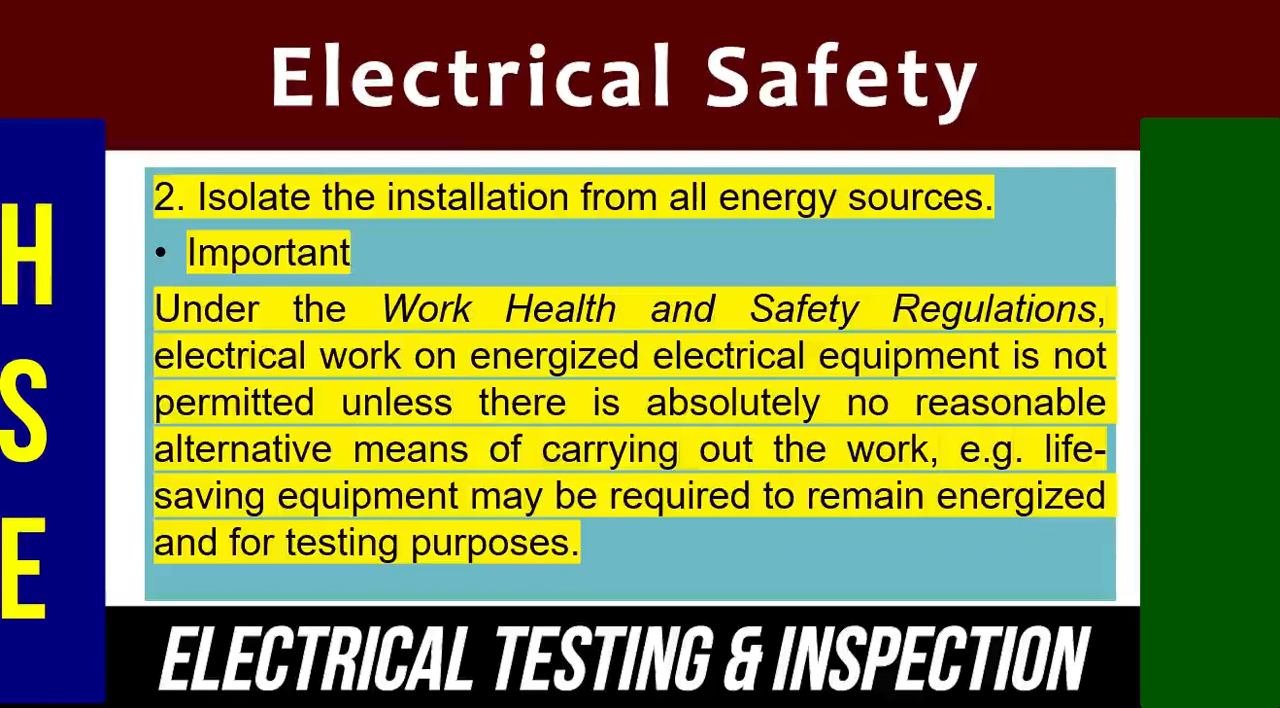 Electrical Safety
H
S
E
2. Isolate the installation from all energy sources.
• Important
Under the Work Health and Safety Regulations,
electrical work on energized electrical equipment is not
permitted unless there is absolutely no reasonable
alternative means of carrying out the work, e.g. life-
saving equipment may be required to remain energized
and for testing purposes.
ELECTRICAL TESTING & INSPECTION